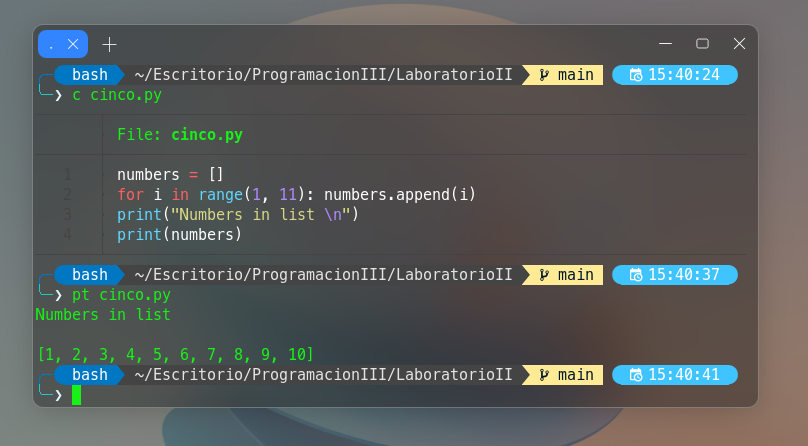 .
bash ~/Escritorio/ProgramacionIII/LaboratorioII main 15:40:24
❯ c cinco.py
File: cinco.py
1 numbers = []
2 for i in range(1, 11): numbers.append(i)
3 print("Numbers in list \n")
4 print(numbers)
bash ~/Escritorio/ProgramacionIII/LaboratorioII main 15:40:37
❯ pt cinco.py
Numbers in list
[1, 2, 3, 4, 5, 6, 7, 8, 9, 10]
bash ~/Escritorio/ProgramacionIII/LaboratorioII main 15:40:41
❯